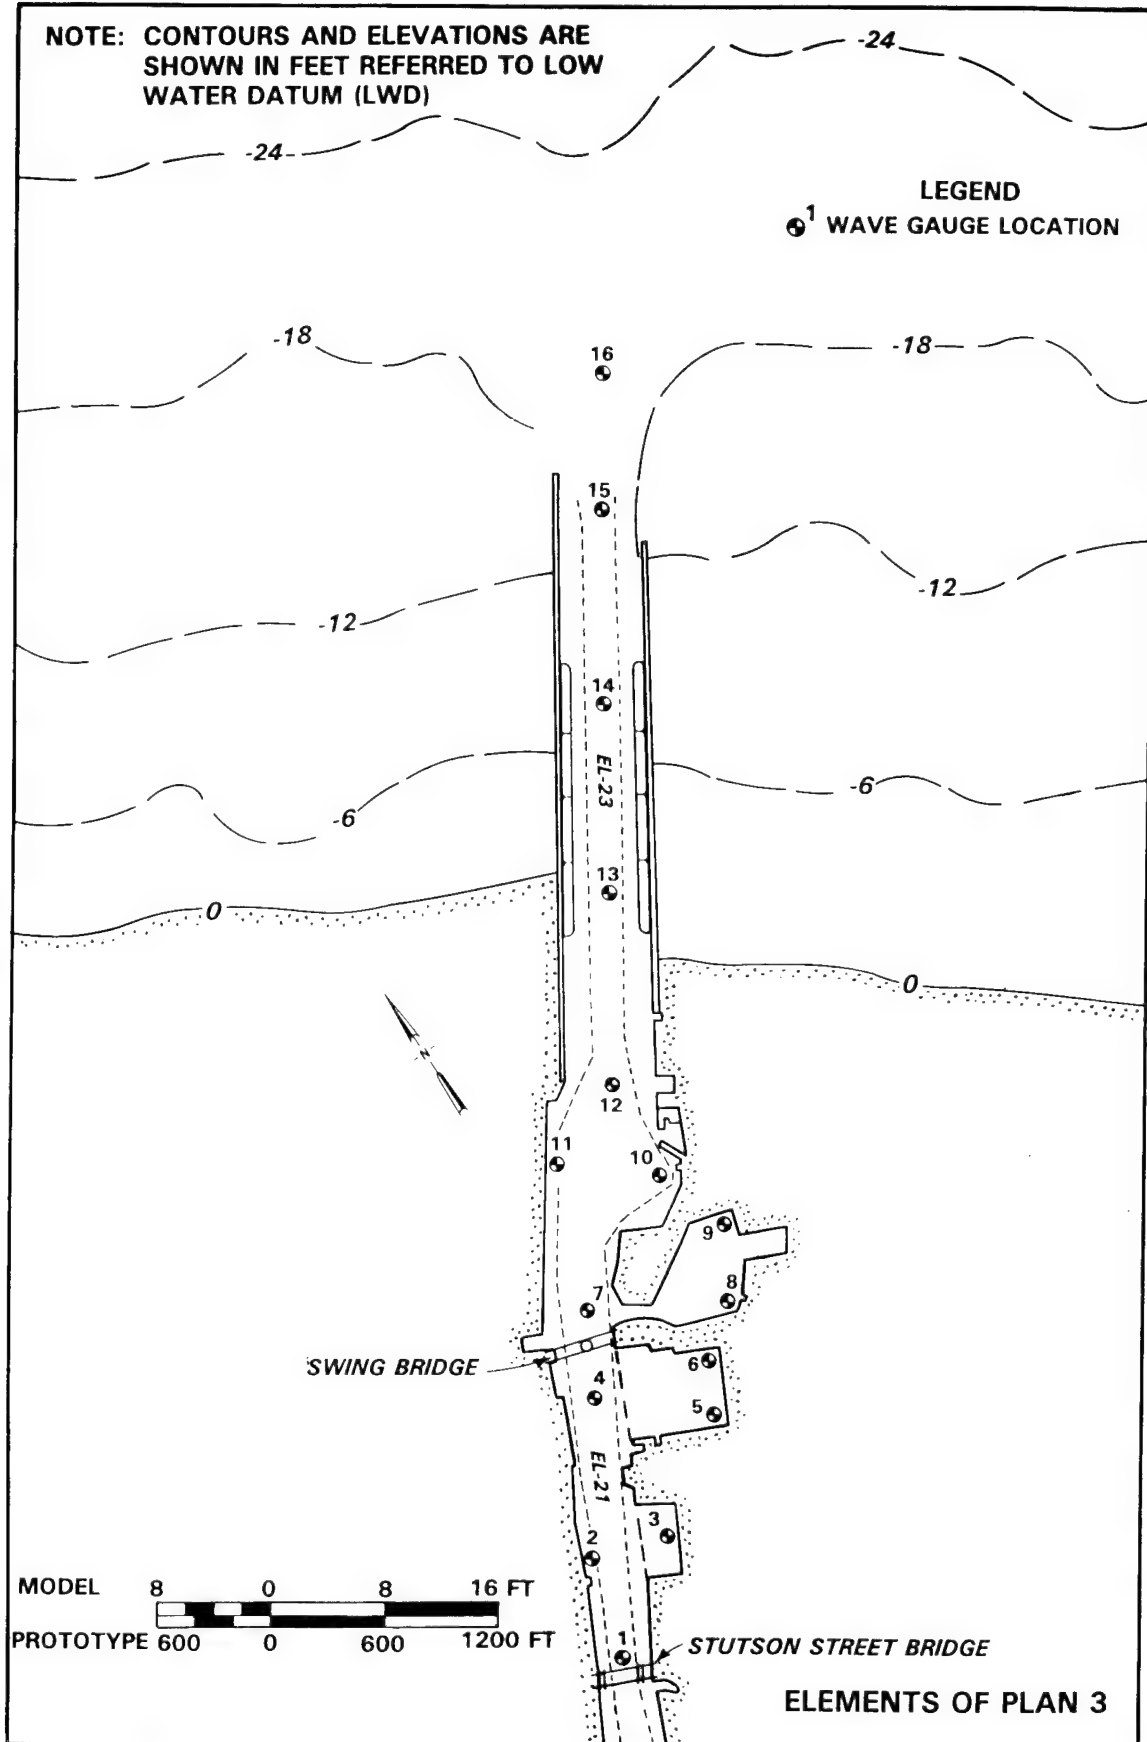 NOTE: CONTOURS AND ELEVATIONS ARE
SHOWN IN FEET REFERRED TO LOW
WATER DATUM (LWD)
-24
-24
LEGEND
1 WAVE GAUGE LOCATION
-18
-18
16
15
-12
-12
14
EL-23
-6
-6
13
0
0
N
12
11
10
9
8
7
SWING BRIDGE
6
4
5
EL-21
3
2
MODEL 8 0 8 16 FT
PROTOTYPE 600 0 600 1200 FT
1
STUTSON STREET BRIDGE
ELEMENTS OF PLAN 3